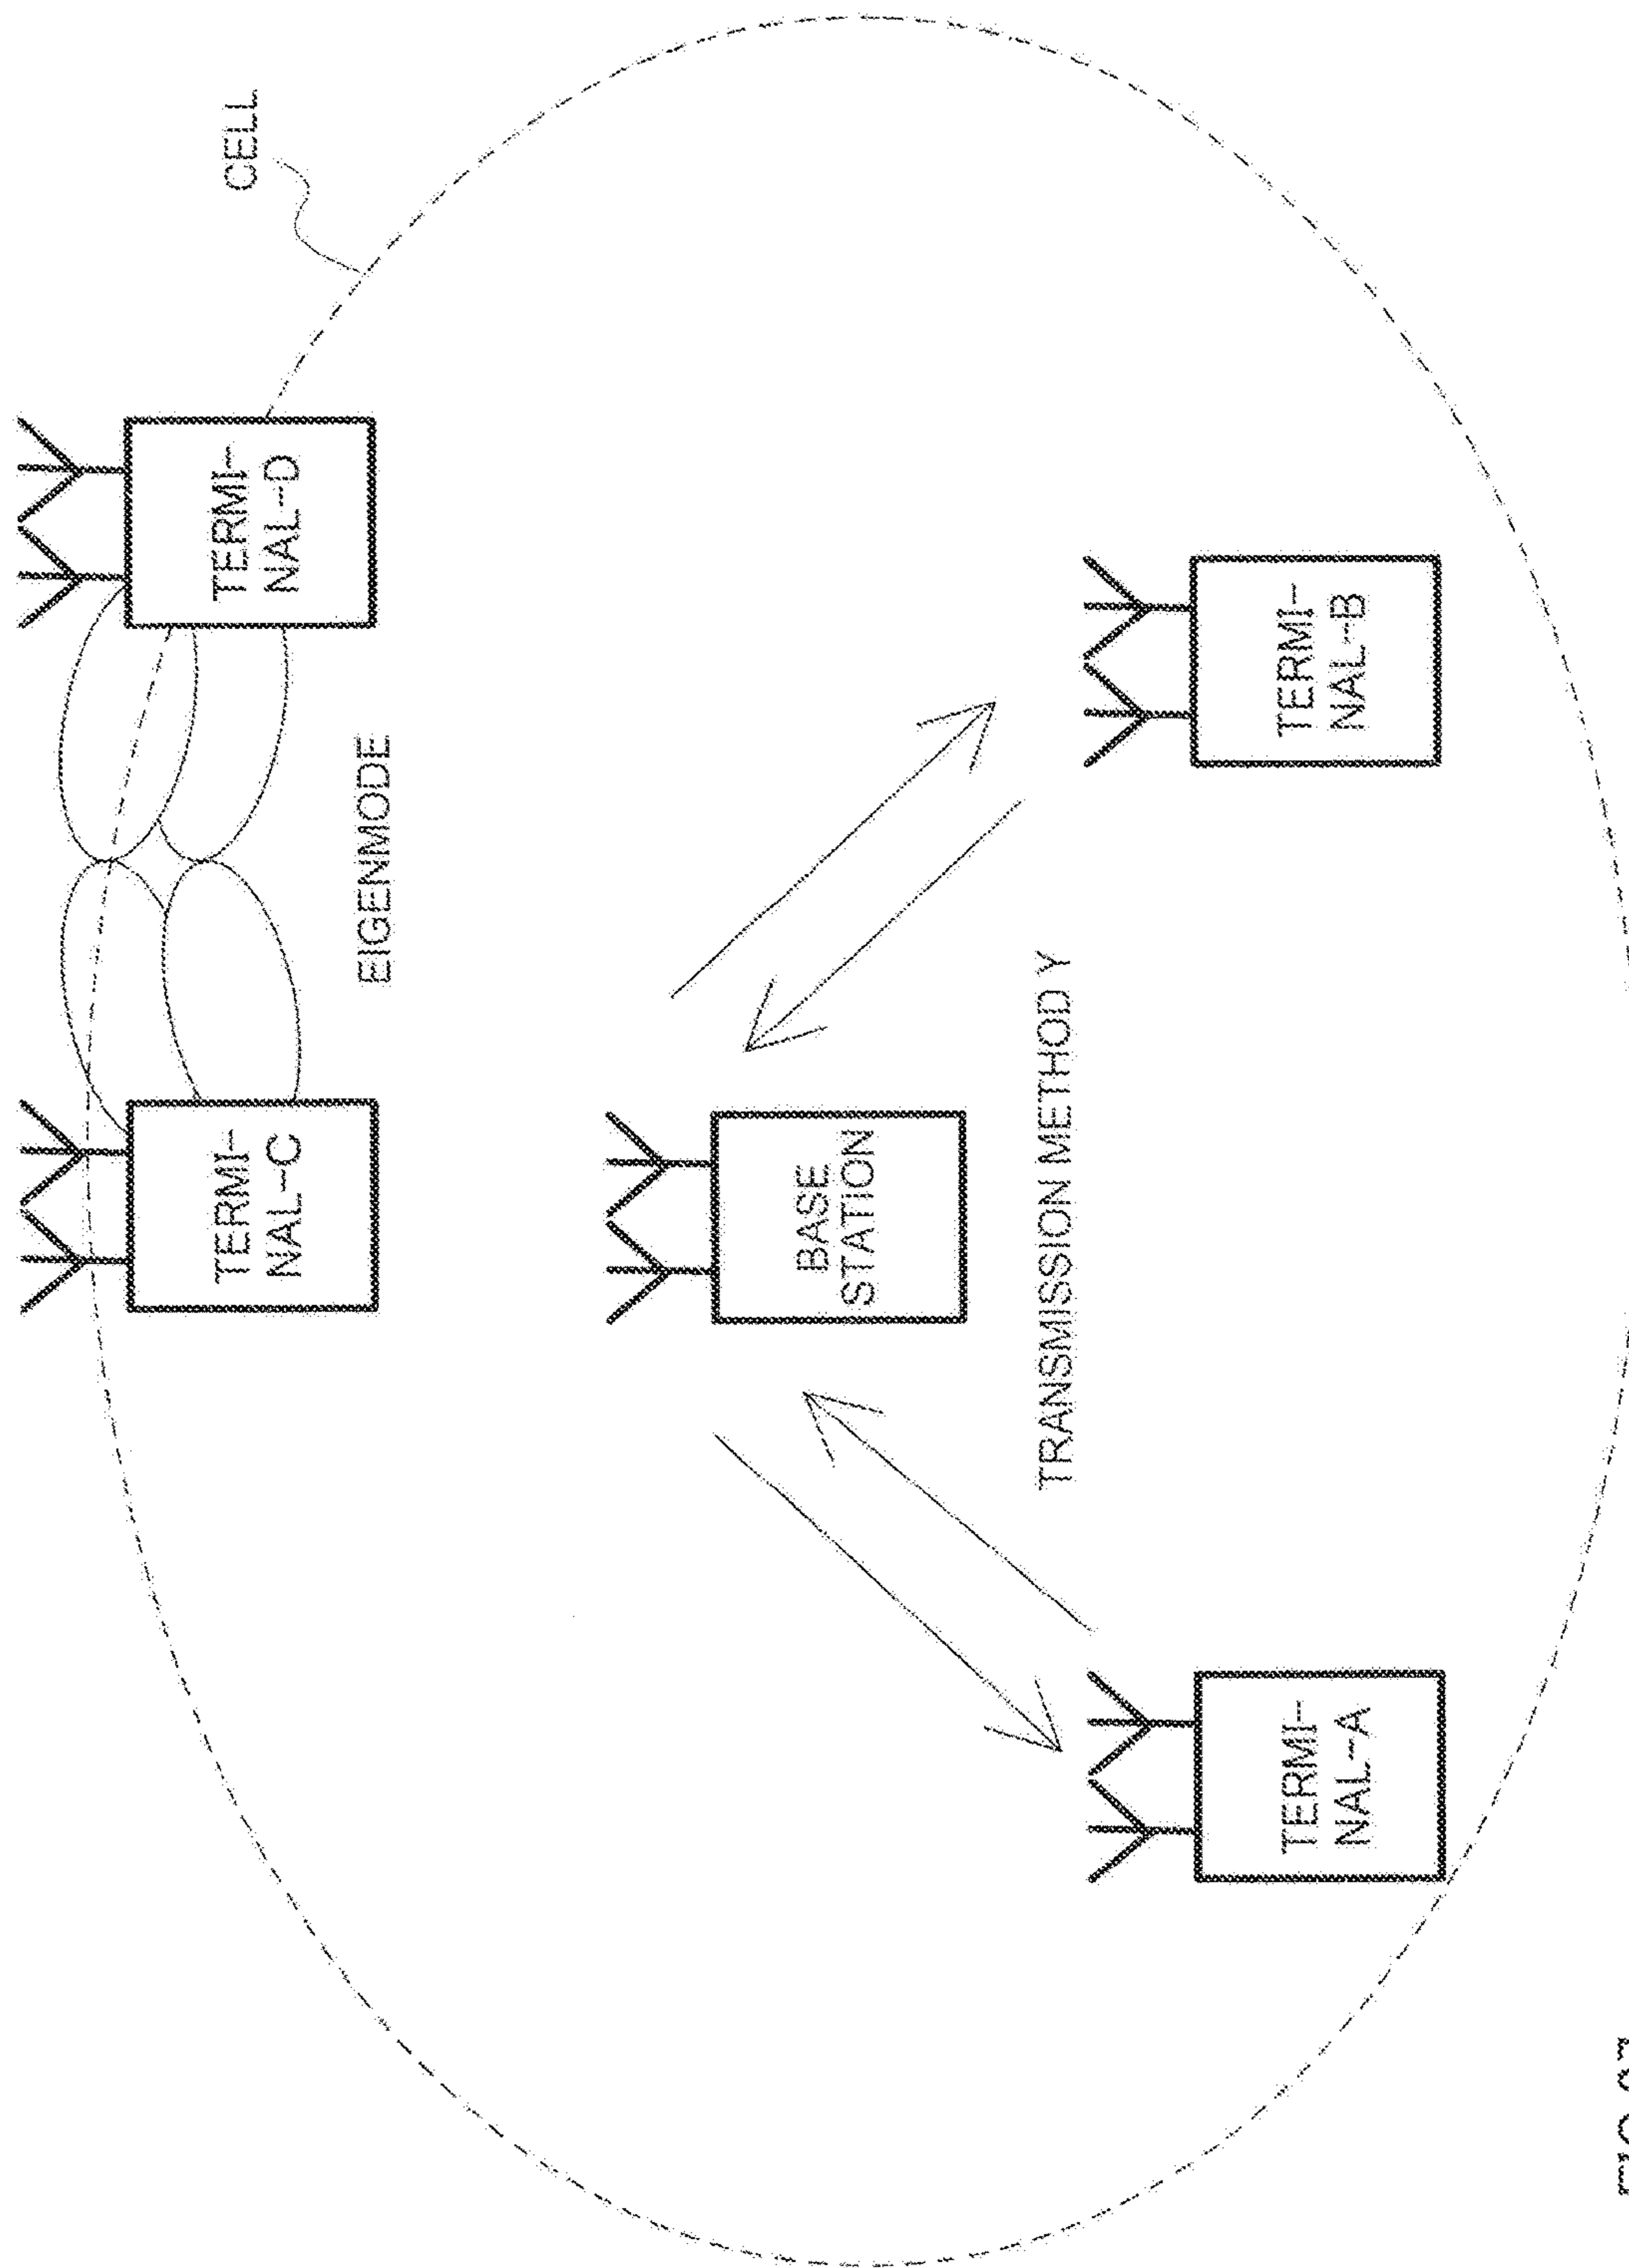 CELL
TERMI-
NAL-C
TERMI-
NAL-D
EIGENMODE
BASE
STATION
TRANSMISSION METHOD Y
TERMI-
NAL-A
TERMI-
NAL-B